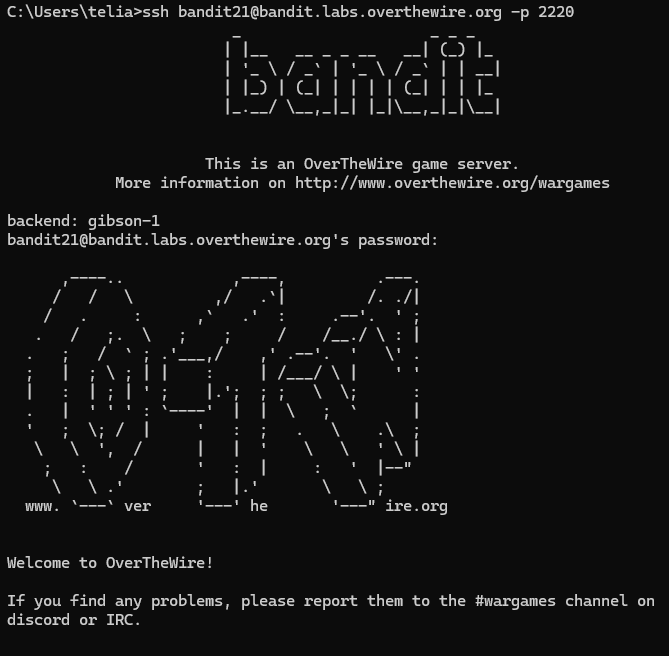 C:\Users\telia>ssh bandit21@bandit.labs.overthewire.org -p 2220
bandit
This is an OverTheWire game server.
More information on http://www.overthewire.org/wargames
backend: gibson-1
bandit21@bandit.labs.overthewire.org's password:
www. ver he ire.org
Welcome to OverTheWire!
If you find any problems, please report them to the #wargames channel on
discord or IRC.